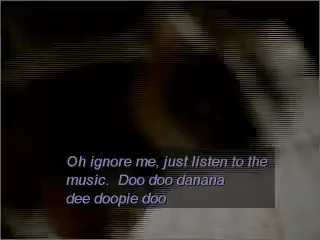 Oh ignore me, just listen to the
music.  Doo doo danana
dee doopie doo